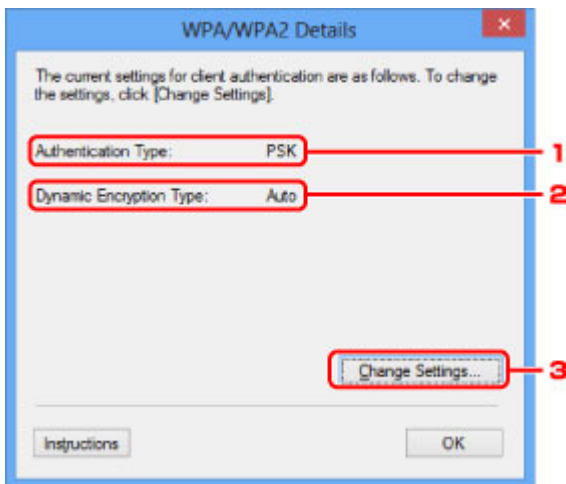 WPA/WPA2 Details
The current settings for client authentication are as follows. To change
the settings, click [Change Settings].
Authentication Type: PSK 1
Dynamic Encryption Type: Auto 2
Change Settings... 3
Instructions OK